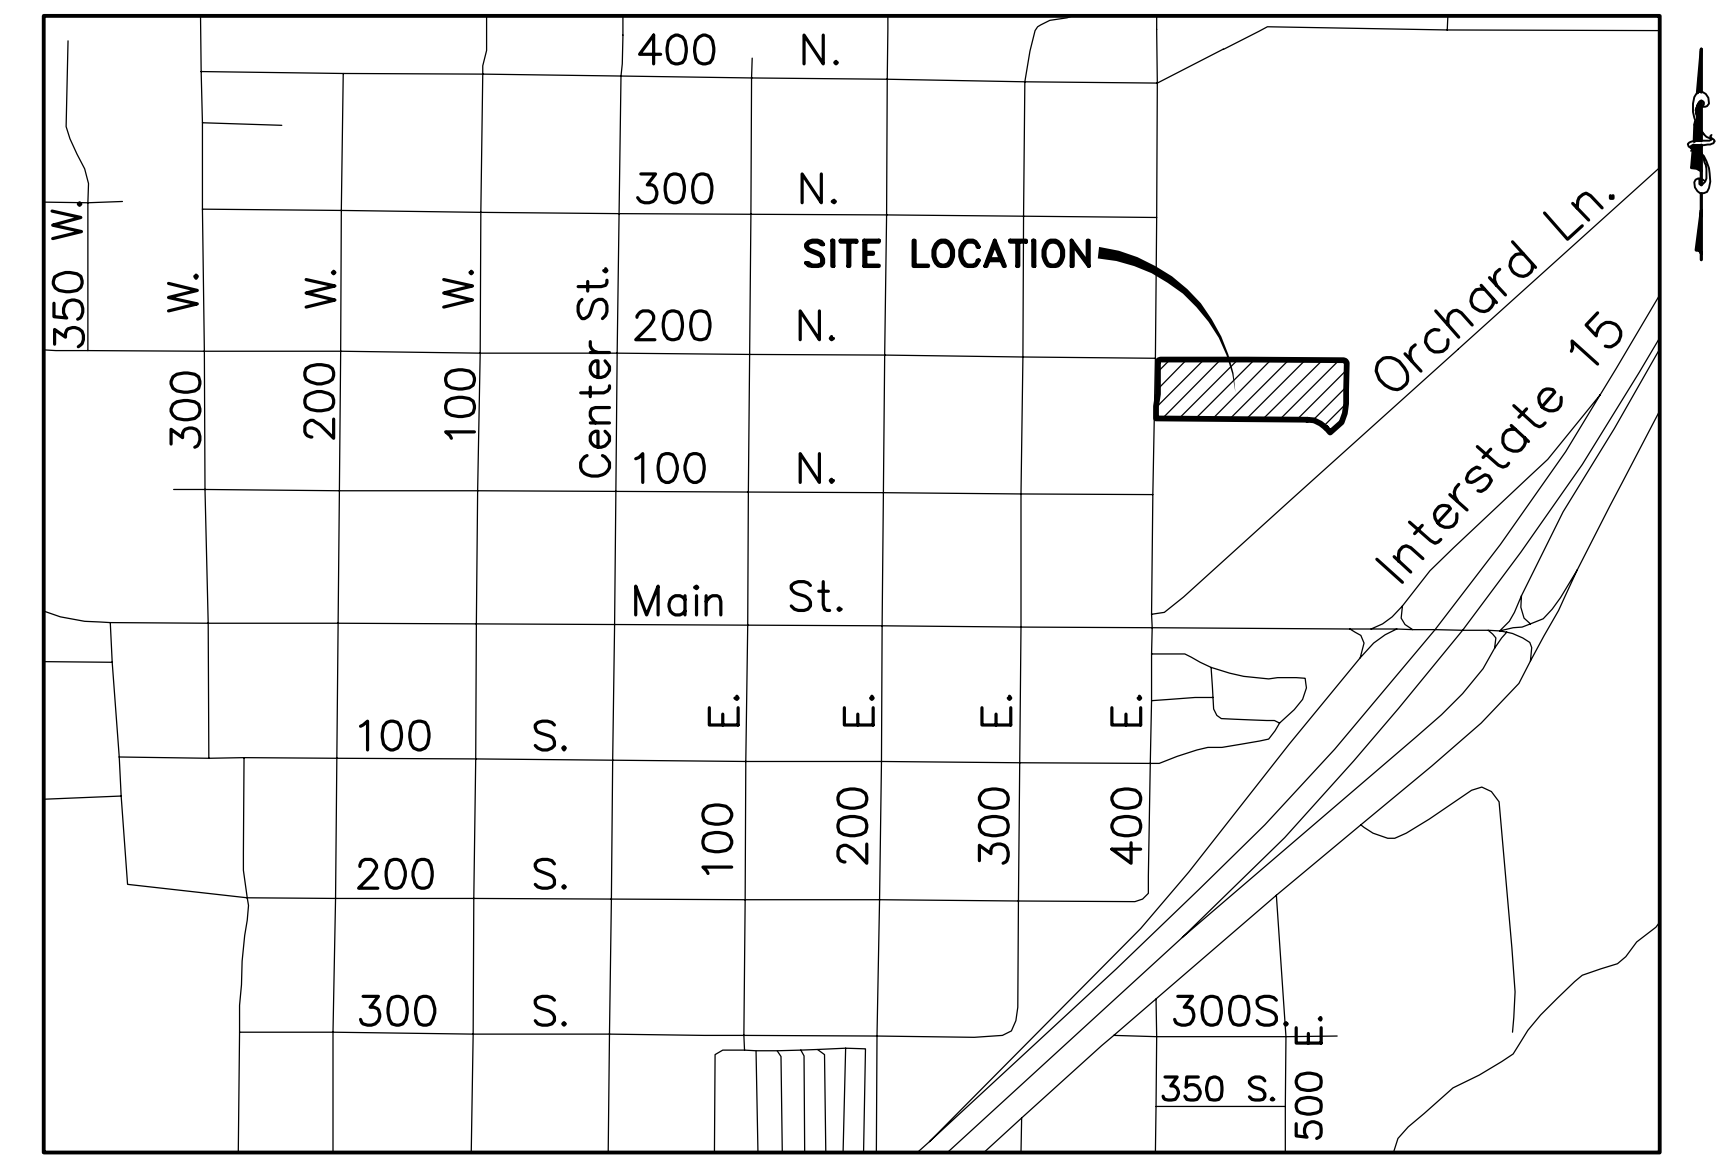 400 N.
300 N.
SITE LOCATION
200 N.
100 N.
Main St.
350 W.
300 W.
200 W.
100 W.
Center St.
Orchard Ln.
Interstate 15
100 E.
200 E.
300 E.
400 E.
100 S.
200 S.
300 S.
300S.
350 S.
500 E.